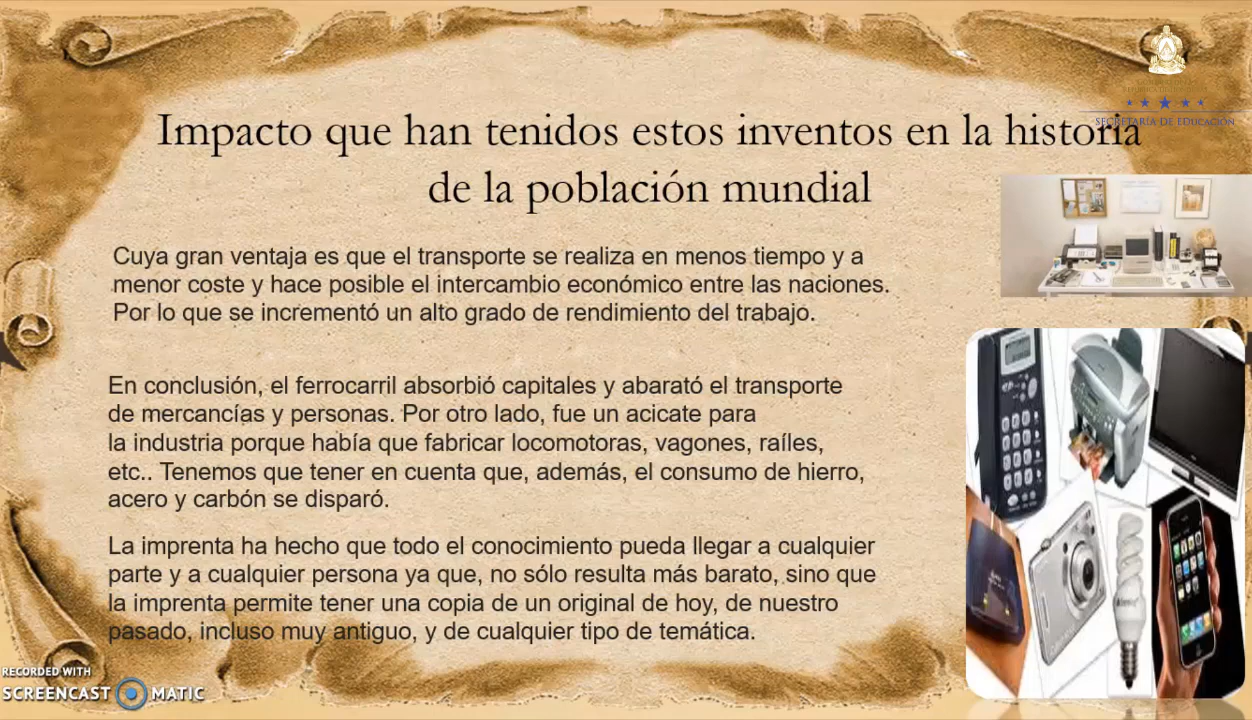 Impacto que han tenidos estos inventos en la historia
de la población mundial
SECRETARÍA DE EDUCACIÓN
Cuya gran ventaja es que el transporte se realiza en menos tiempo y a
menor coste y hace posible el intercambio económico entre las naciones.
Por lo que se incrementó un alto grado de rendimiento del trabajo.
En conclusión, el ferrocarril absorbió capitales y abarató el transporte
de mercancías y personas. Por otro lado, fue un acicate para
la industria porque había que fabricar locomotoras, vagones, raíles,
etc.. Tenemos que tener en cuenta que, además, el consumo de hierro,
acero y carbón se disparó.
La imprenta ha hecho que todo el conocimiento pueda llegar a cualquier
parte y a cualquier persona ya que, no sólo resulta más barato, sino que
la imprenta permite tener una copia de un original de hoy, de nuestro
pasado, incluso muy antiguo, y de cualquier tipo de temática.
RECORDED WITH
SCREENCAST MATIC